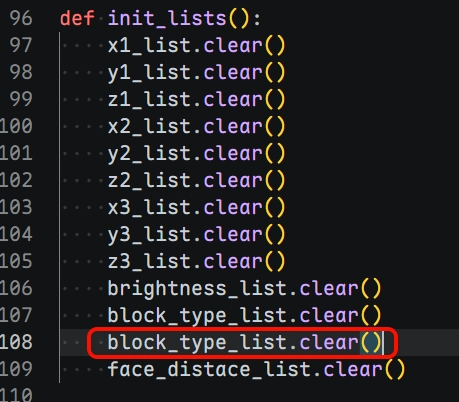 96 def init_lists():
97 x1_list.clear()
98 y1_list.clear()
99 z1_list.clear()
100 x2_list.clear()
101 y2_list.clear()
102 z2_list.clear()
103 x3_list.clear()
104 y3_list.clear()
105 z3_list.clear()
106 brightness_list.clear()
107 block_type_list.clear()
108 block_type_list.clear()
109 face_distace_list.clear()
110